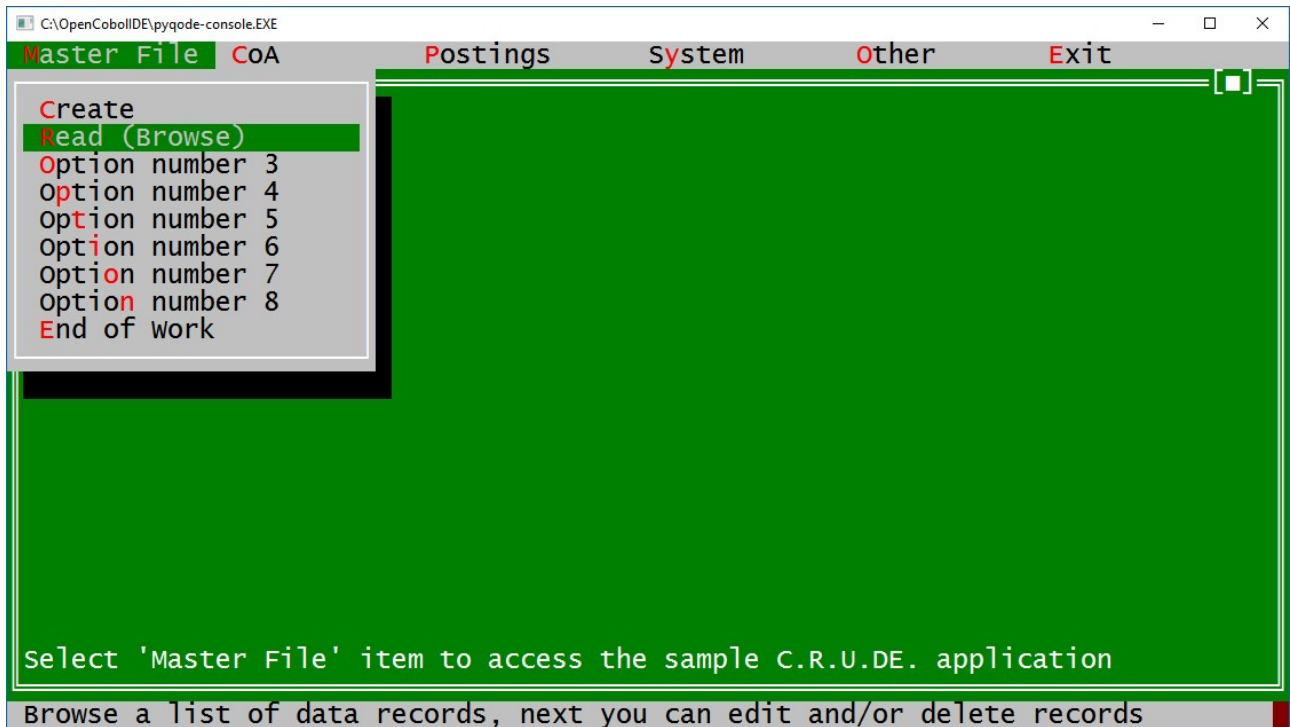 C:\OpenCobolIDE\pyqode-console.EXE
Master File CoA Postings System Other Exit
Create
Read (Browse)
Option number 3
Option number 4
Option number 5
Option number 6
Option number 7
Option number 8
End of Work
Select 'Master File' item to access the sample C.R.U.DE. application
Browse a list of data records, next you can edit and/or delete records